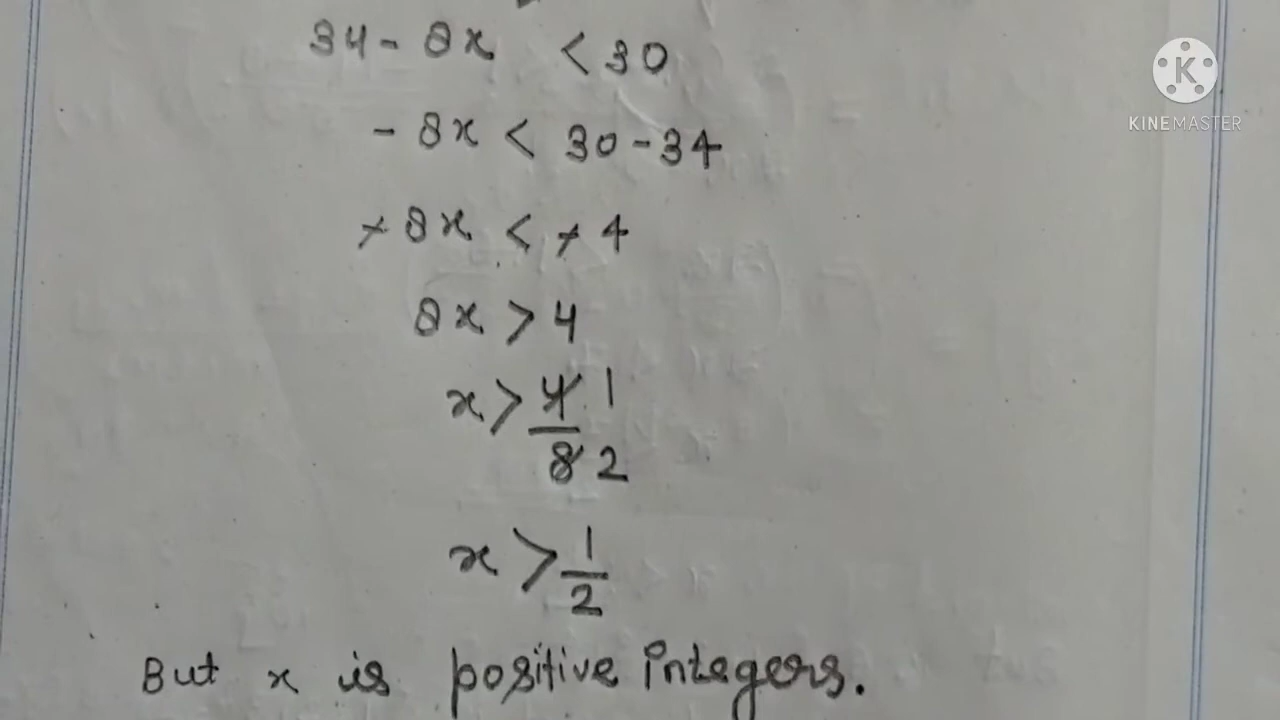 34 - 8x < 30
K
KINEMASTER
- 8x < 30 - 34
- 8x < - 4
8x > 4
x > 4/8 1/2
x > 1/2
But x is positive integers.